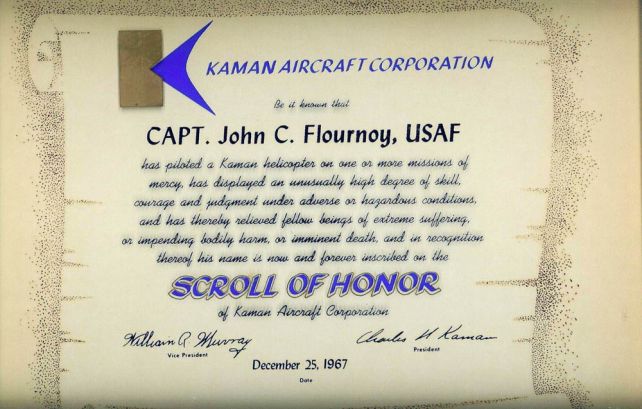 KAMAN AIRCRAFT CORPORATION
Be it known that
CAPT. John C. Flournoy, USAF
has piloted a Kaman helicopter on one or more missions of
mercy, has displayed an unusually high degree of skill,
courage and judgment under adverse or hazardous conditions,
and has thereby relieved fellow beings of extreme suffering,
or impending bodily harm, or imminent death, and in recognition
thereof his name is now and forever inscribed on the
SCROLL OF HONOR
of Kaman Aircraft Corporation
William R Murray Charles H Kaman
Vice President President
December 25, 1967
Date